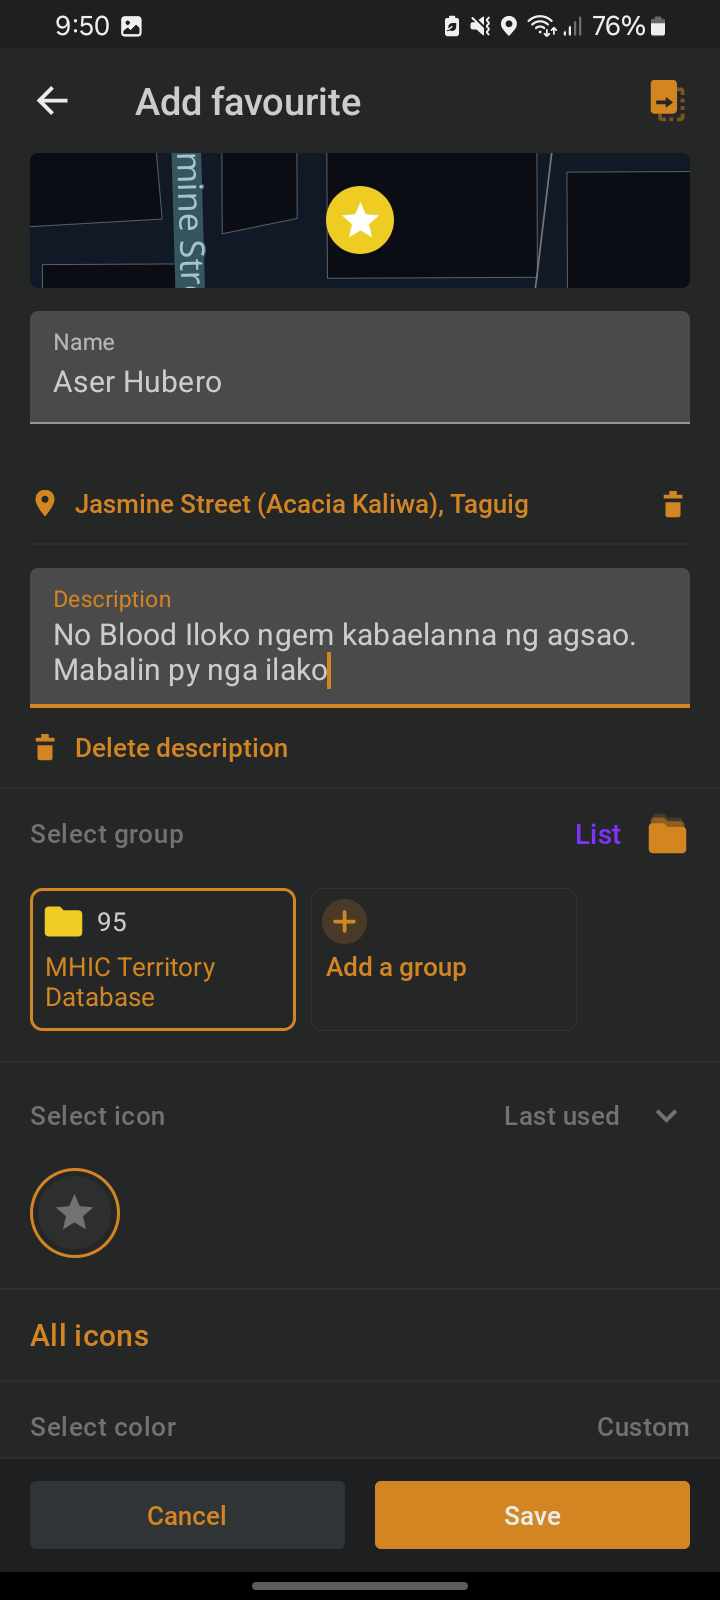 9:50
76%
Add favourite
mine Str
Name
Aser Hubero
Jasmine Street (Acacia Kaliwa), Taguig
Description
No Blood Iloko ngem kabaelanna ng agsao.
Mabalin py nga ilako
Delete description
Select group
List
95
MHIC Territory
Database
Add a group
Select icon
Last used
All icons
Select color
Custom
Cancel
Save